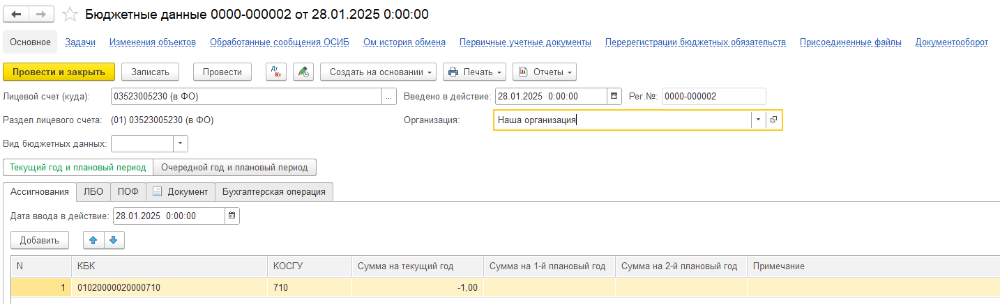 Бюджетные данные 0000-000002 от 28.01.2025 0:00:00
Основное Задачи Изменения объектов Обработанные сообщения ОСИБ Ом история обмена Первичные учетные документы Перерегистрации бюджетных обязательств Присоединенные файлы Документооборот
Провести и закрыть Записать Провести Дт Кт Создать на основании Печать Отчеты
Лицевой счет (куда): 03523005230 (в ФО) ... Введено в действие: 28.01.2025 0:00:00 Рег.№: 0000-000002
Раздел лицевого счета: (01) 03523005230 (в ФО) Организация: Наша организация
Вид бюджетных данных:
Текущий год и плановый период Очередной год и плановый период
Ассигнования ЛБО ПОФ Документ Бухгалтерская операция
Дата ввода в действие: 28.01.2025 0:00:00
Добавить
N КБК КОСГУ Сумма на текущий год Сумма на 1-й плановый год Сумма на 2-й плановый год Примечание
1 01020000020000710 710 -1,00